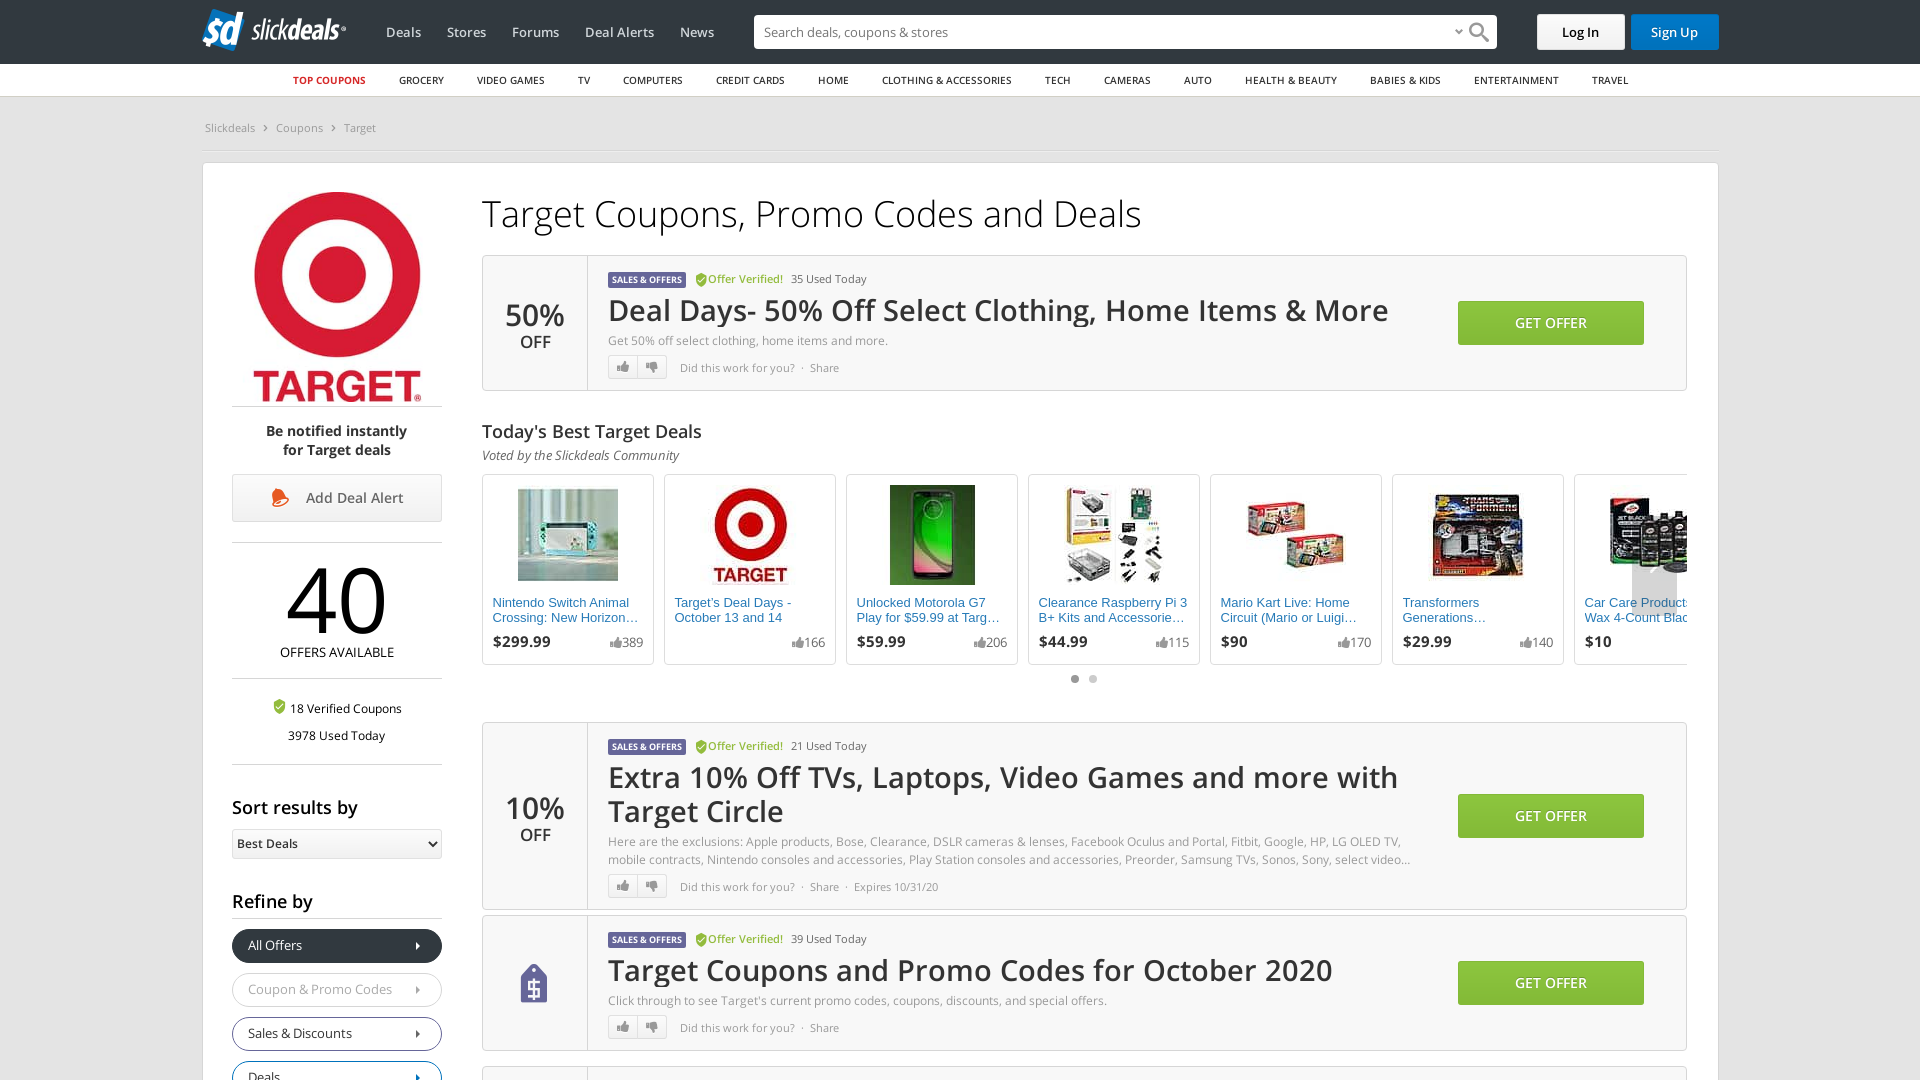 sd slickdeals®
Deals
Stores
Forums
Deal Alerts
News
Search deals, coupons & stores
Log In
Sign Up
TOP COUPONS
GROCERY
VIDEO GAMES
TV
COMPUTERS
CREDIT CARDS
HOME
CLOTHING & ACCESSORIES
TECH
CAMERAS
AUTO
HEALTH & BEAUTY
BABIES & KIDS
ENTERTAINMENT
TRAVEL
Slickdeals > Coupons > Target
TARGET®
Be notified instantly
for Target deals
Add Deal Alert
40
OFFERS AVAILABLE
18 Verified Coupons
3978 Used Today
Sort results by
Best Deals
Refine by
All Offers
Coupon & Promo Codes
Sales & Discounts
Deals
Target Coupons, Promo Codes and Deals
50%
OFF
SALES & OFFERS Offer Verified! 35 Used Today
Deal Days- 50% Off Select Clothing, Home Items & More
Get 50% off select clothing, home items and more.
Did this work for you? · Share
GET OFFER
Today's Best Target Deals
Voted by the Slickdeals Community
Nintendo Switch Animal
Crossing: New Horizon...
$299.99 389
TARGET
Target's Deal Days -
October 13 and 14
166
Unlocked Motorola G7
Play for $59.99 at Targ...
$59.99 206
Clearance Raspberry Pi 3
B+ Kits and Accessorie...
$44.99 115
Mario Kart Live: Home
Circuit (Mario or Luigi...
$90 170
Transformers
Generations...
$29.99 140
JET BLACK
Car Care Products
Wax 4-Count Blac
$10
10%
OFF
SALES & OFFERS Offer Verified! 21 Used Today
Extra 10% Off TVs, Laptops, Video Games and more with
Target Circle
Here are the exclusions: Apple products, Bose, Clearance, DSLR cameras & lenses, Facebook Oculus and Portal, Fitbit, Google, HP, LG OLED TV,
mobile contracts, Nintendo consoles and accessories, Play Station consoles and accessories, Preorder, Samsung TVs, Sonos, Sony, select video...
Did this work for you? · Share · Expires 10/31/20
GET OFFER
SALES & OFFERS Offer Verified! 39 Used Today
Target Coupons and Promo Codes for October 2020
Click through to see Target's current promo codes, coupons, discounts, and special offers.
Did this work for you? · Share
GET OFFER